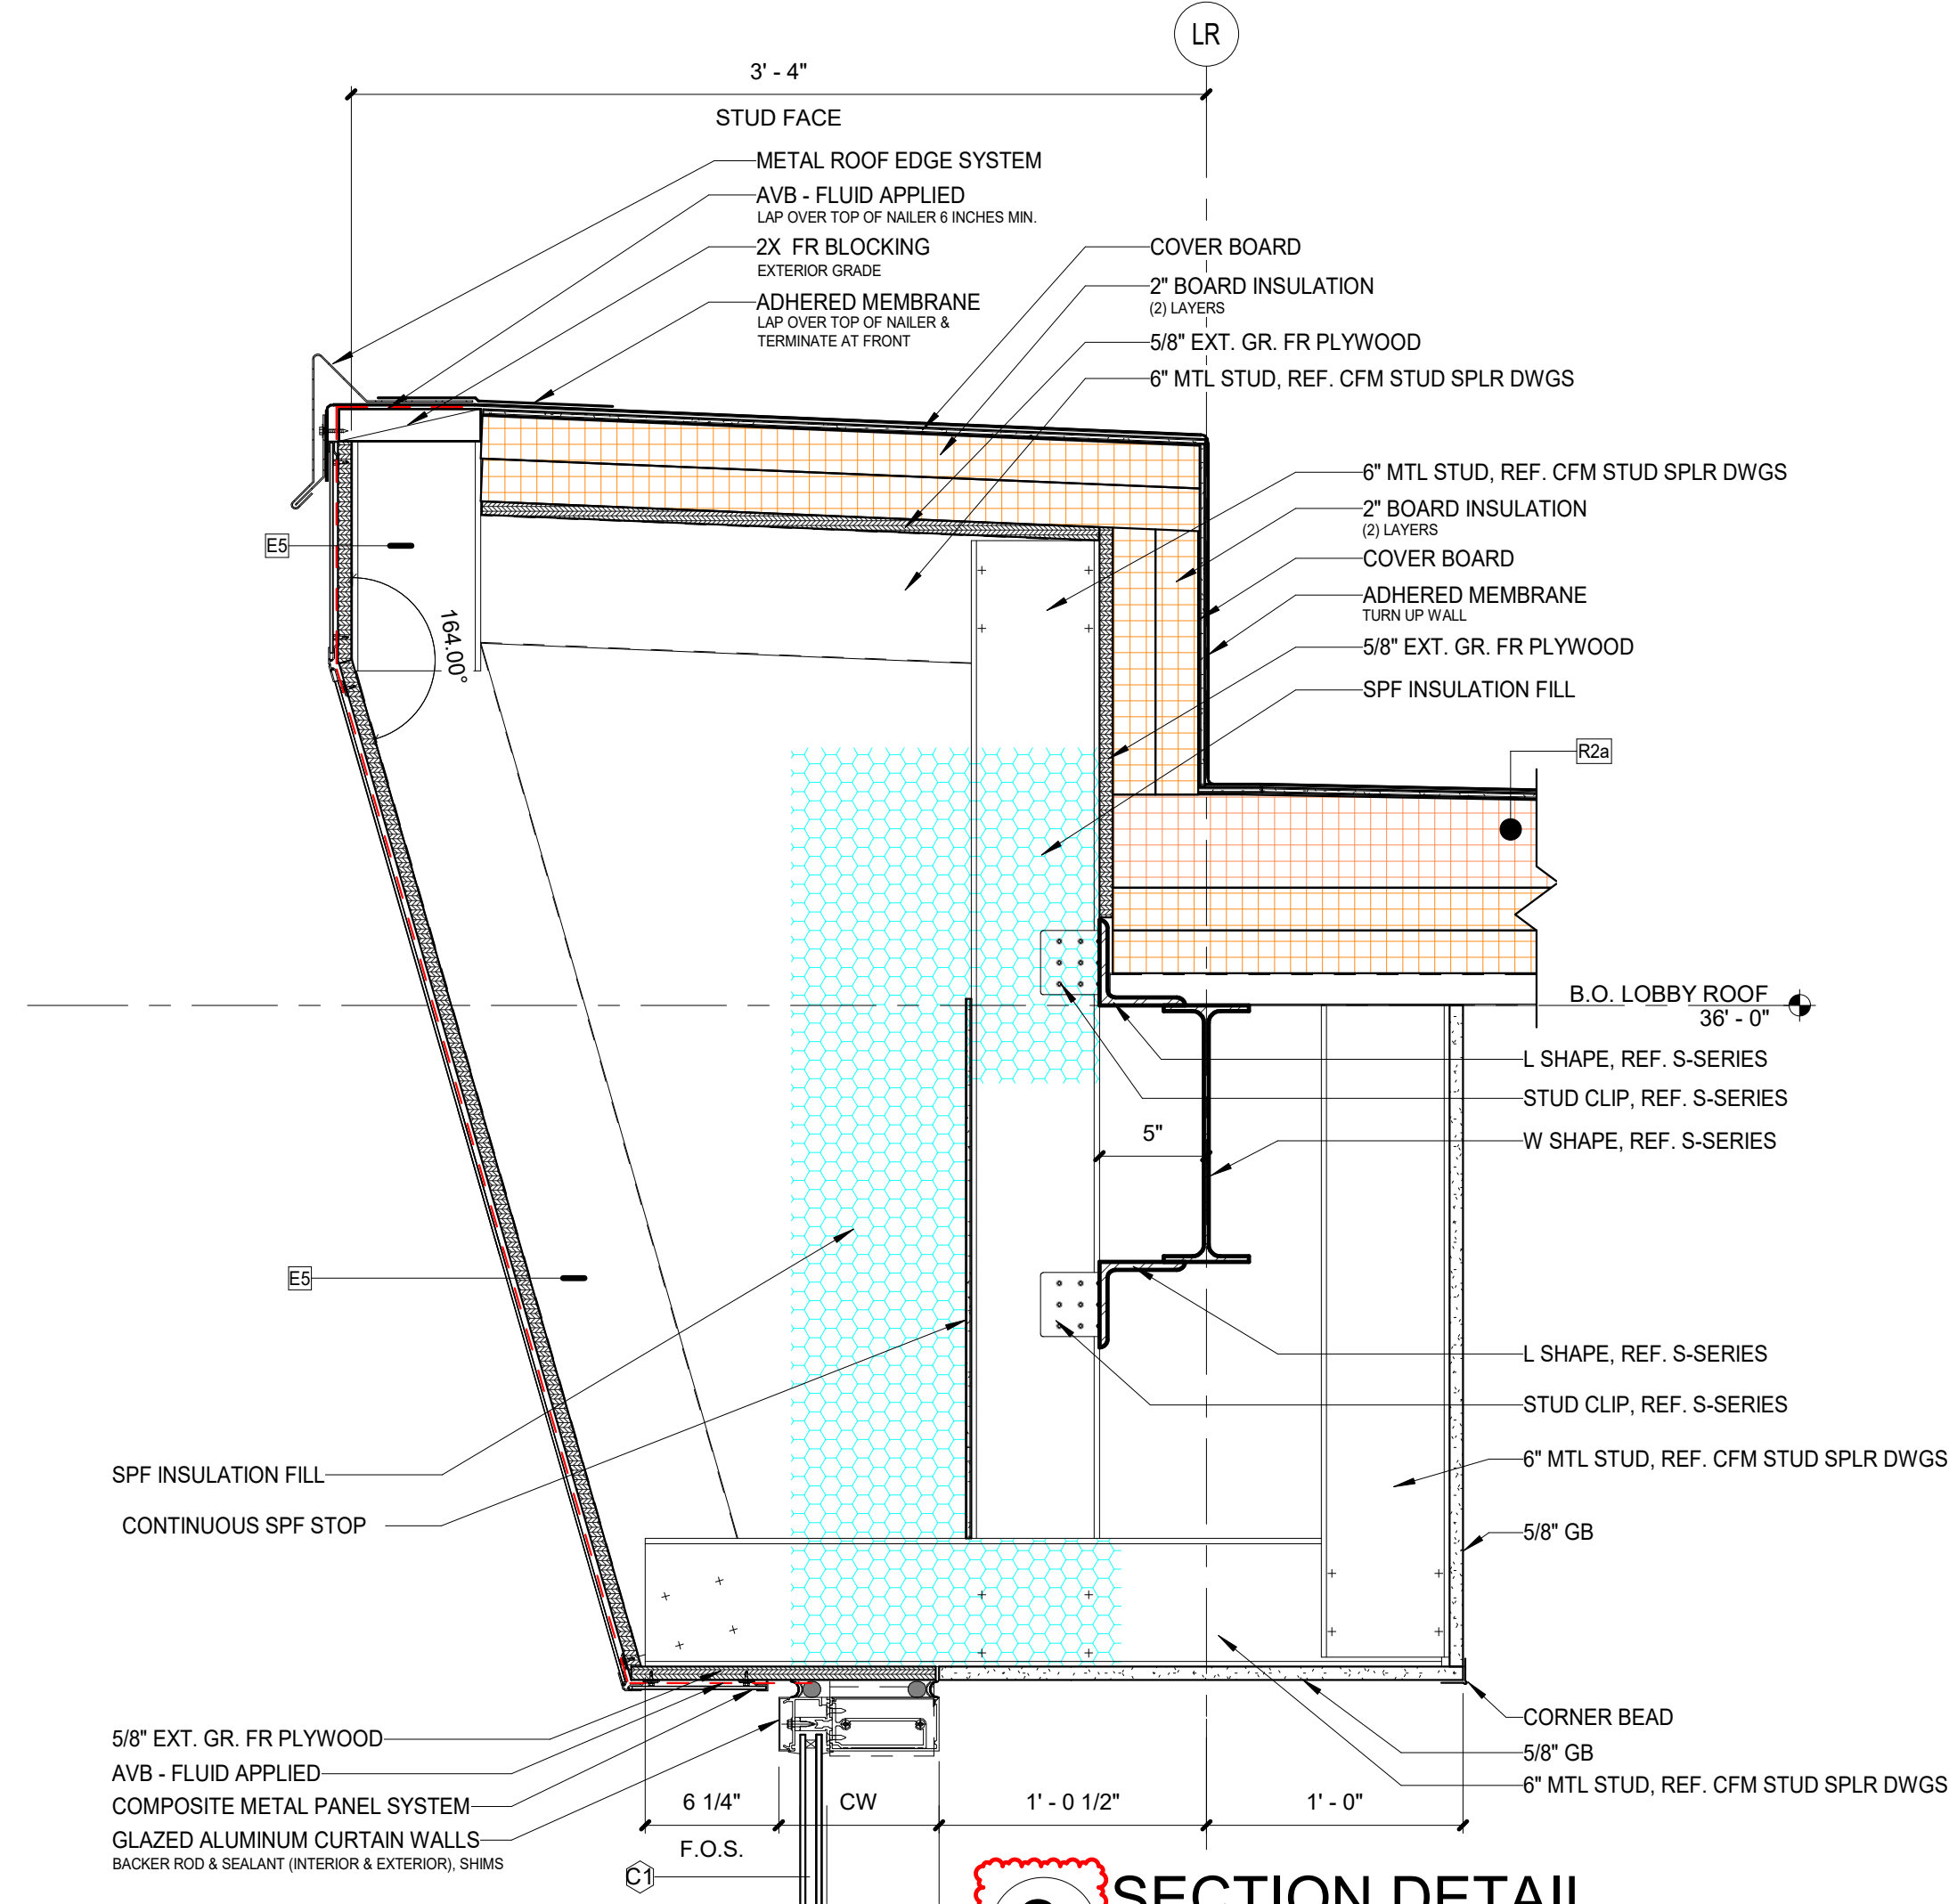 LR
3' - 4"
STUD FACE
METAL ROOF EDGE SYSTEM
AVB - FLUID APPLIED
LAP OVER TOP OF NAILER 6 INCHES MIN.
2X FR BLOCKING
EXTERIOR GRADE
ADHERED MEMBRANE
LAP OVER TOP OF NAILER &
TERMINATE AT FRONT
COVER BOARD
2" BOARD INSULATION
(2) LAYERS
5/8" EXT. GR. FR PLYWOOD
6" MTL STUD, REF. CFM STUD SPLR DWGS
6" MTL STUD, REF. CFM STUD SPLR DWGS
2" BOARD INSULATION
(2) LAYERS
COVER BOARD
ADHERED MEMBRANE
TURN UP WALL
5/8" EXT. GR. FR PLYWOOD
SPF INSULATION FILL
E5
164.00°
R2a
B.O. LOBBY ROOF
36' - 0"
L SHAPE, REF. S-SERIES
STUD CLIP, REF. S-SERIES
5"
W SHAPE, REF. S-SERIES
E5
L SHAPE, REF. S-SERIES
STUD CLIP, REF. S-SERIES
SPF INSULATION FILL
CONTINUOUS SPF STOP
6" MTL STUD, REF. CFM STUD SPLR DWGS
5/8" GB
5/8" EXT. GR. FR PLYWOOD
AVB - FLUID APPLIED
COMPOSITE METAL PANEL SYSTEM
GLAZED ALUMINUM CURTAIN WALLS
BACKER ROD & SEALANT (INTERIOR & EXTERIOR), SHIMS
CORNER BEAD
5/8" GB
6" MTL STUD, REF. CFM STUD SPLR DWGS
6 1/4"
CW
1' - 0 1/2"
1' - 0"
F.O.S.
C1
SECTION DETAIL